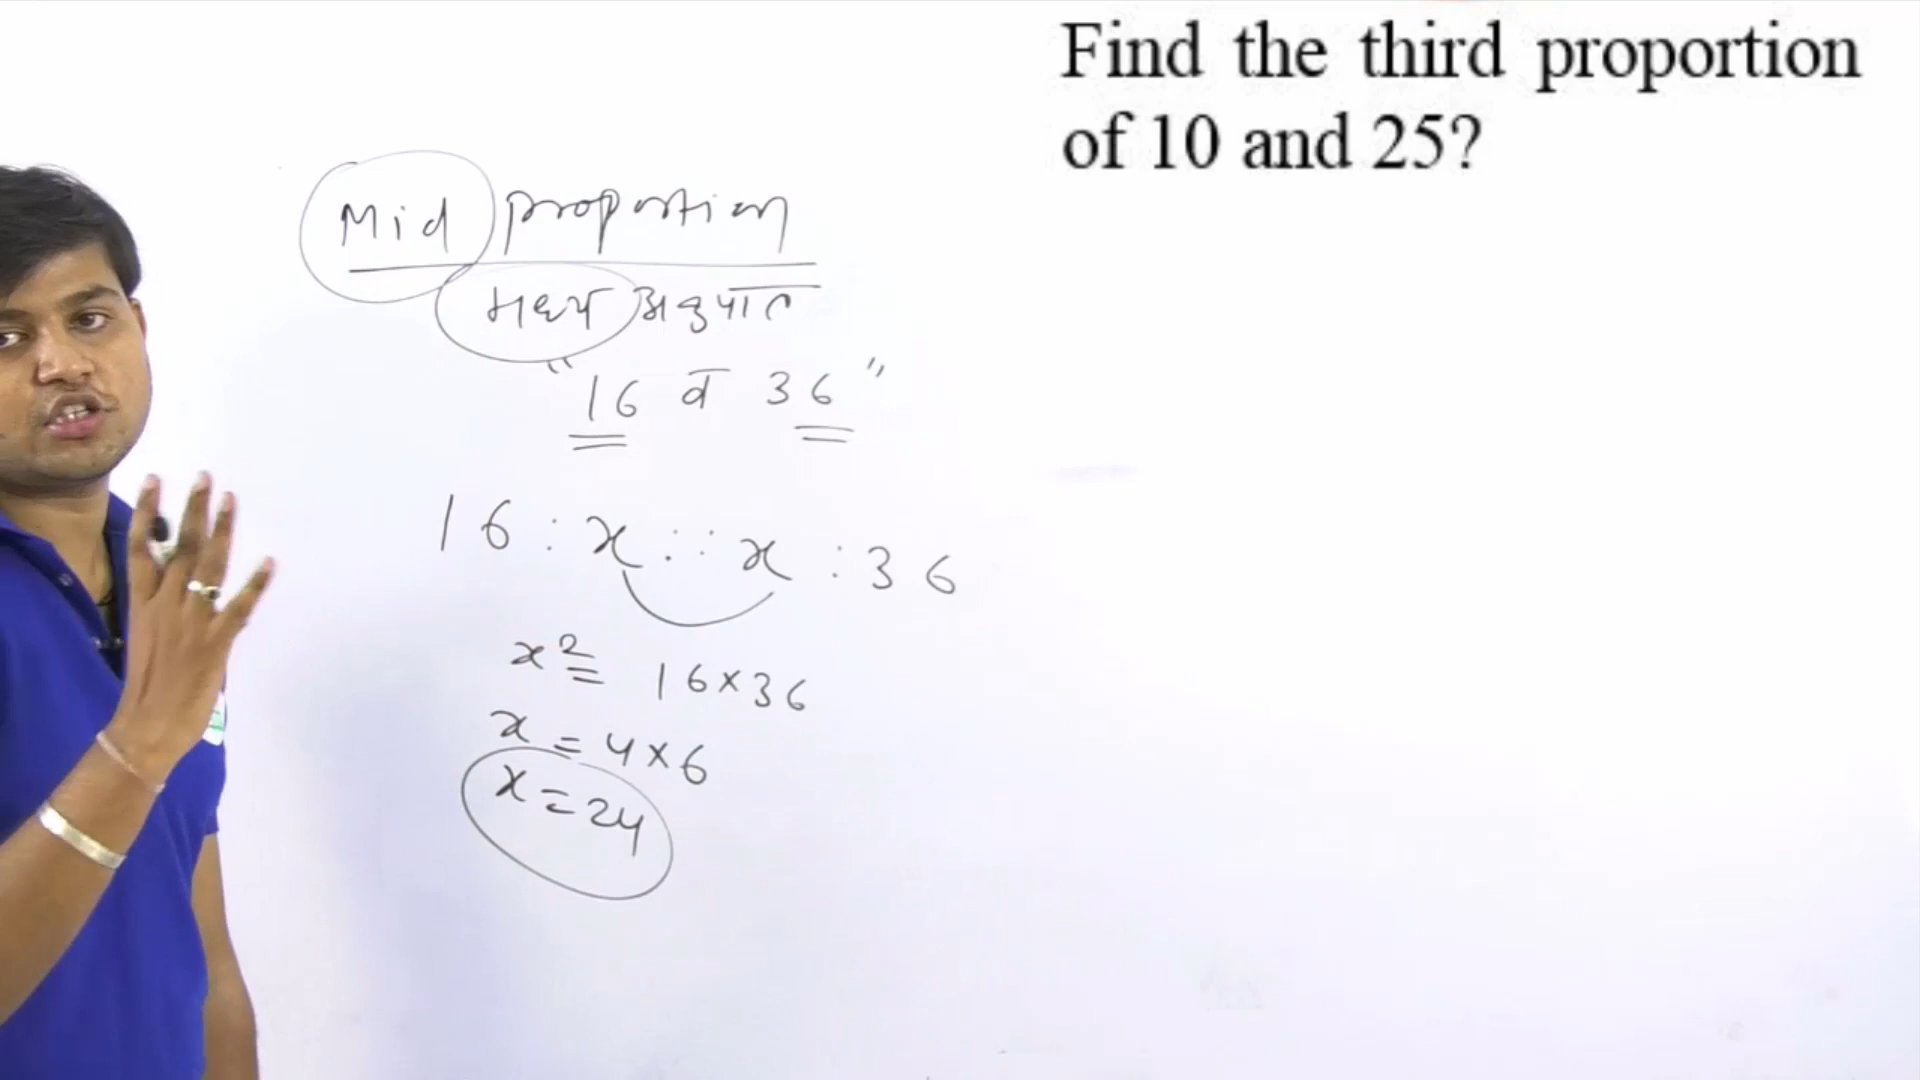 Find the third proportion
of 10 and 25?
Mid proportion
मध्य अनुपात
"16 व 36"
16 : x :: x : 36
x² = 16×36
x = 4×6
x = 24